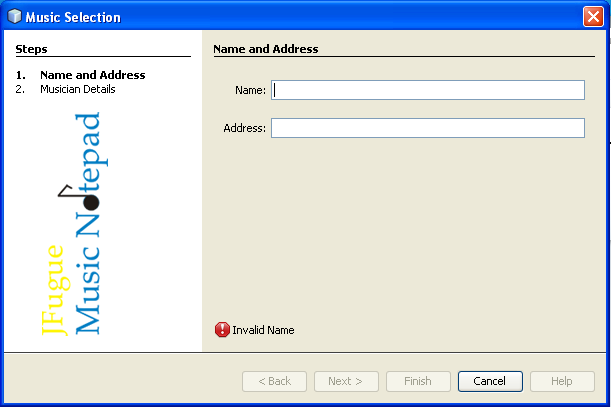 Music Selection
Steps
1. Name and Address
2. Musician Details
JFugue
Music Notepad
Name and Address
Name:
Address:
Invalid Name
< Back Next > Finish Cancel Help